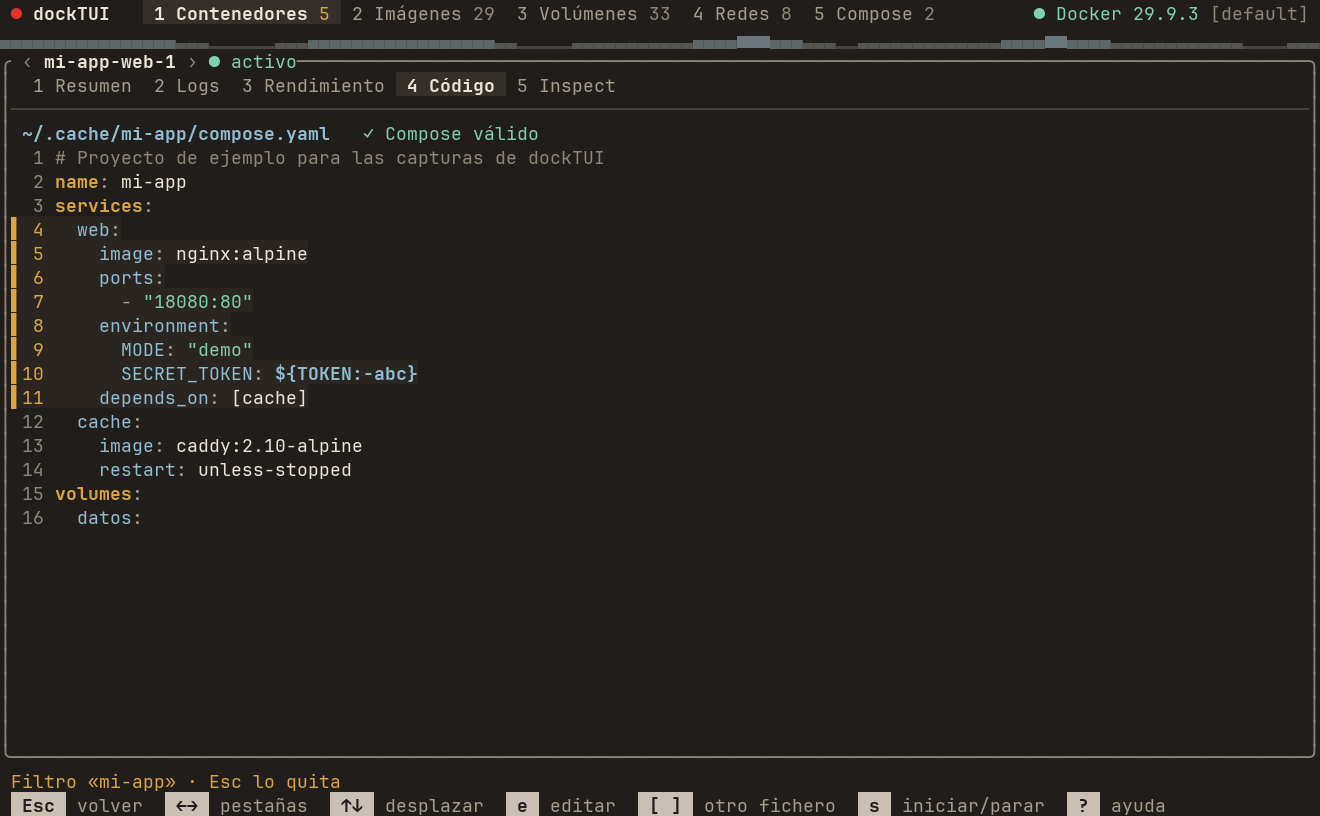 ● dockTUI 1 Contenedores 5 2 Imágenes 29 3 Volúmenes 33 4 Redes 8 5 Compose 2 ● Docker 29.9.3 [default]
‹ mi-app-web-1 › ● activo
1 Resumen 2 Logs 3 Rendimiento 4 Código 5 Inspect
~/.cache/mi-app/compose.yaml ✓ Compose válido
1 # Proyecto de ejemplo para las capturas de dockTUI
2 name: mi-app
3 services:
4   web:
5     image: nginx:alpine
6     ports:
7       - "18080:80"
8     environment:
9       MODE: "demo"
10       SECRET_TOKEN: ${TOKEN:-abc}
11     depends_on: [cache]
12   cache:
13     image: caddy:2.10-alpine
14     restart: unless-stopped
15 volumes:
16   datos:
Filtro «mi-app» · Esc lo quita
Esc volver ←→ pestañas ↑↓ desplazar e editar [ ] otro fichero s iniciar/parar ? ayuda